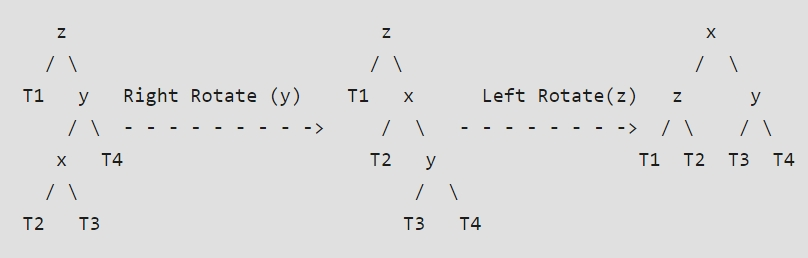 z z x
/ \ / \ / \
T1 y Right Rotate (y) T1 x Left Rotate(z) z y
/ \ - - - - - - - - -> / \ - - - - - - - -> / \ / \
x T4 T2 y T1 T2 T3 T4
/ \ / \
T2 T3 T3 T4